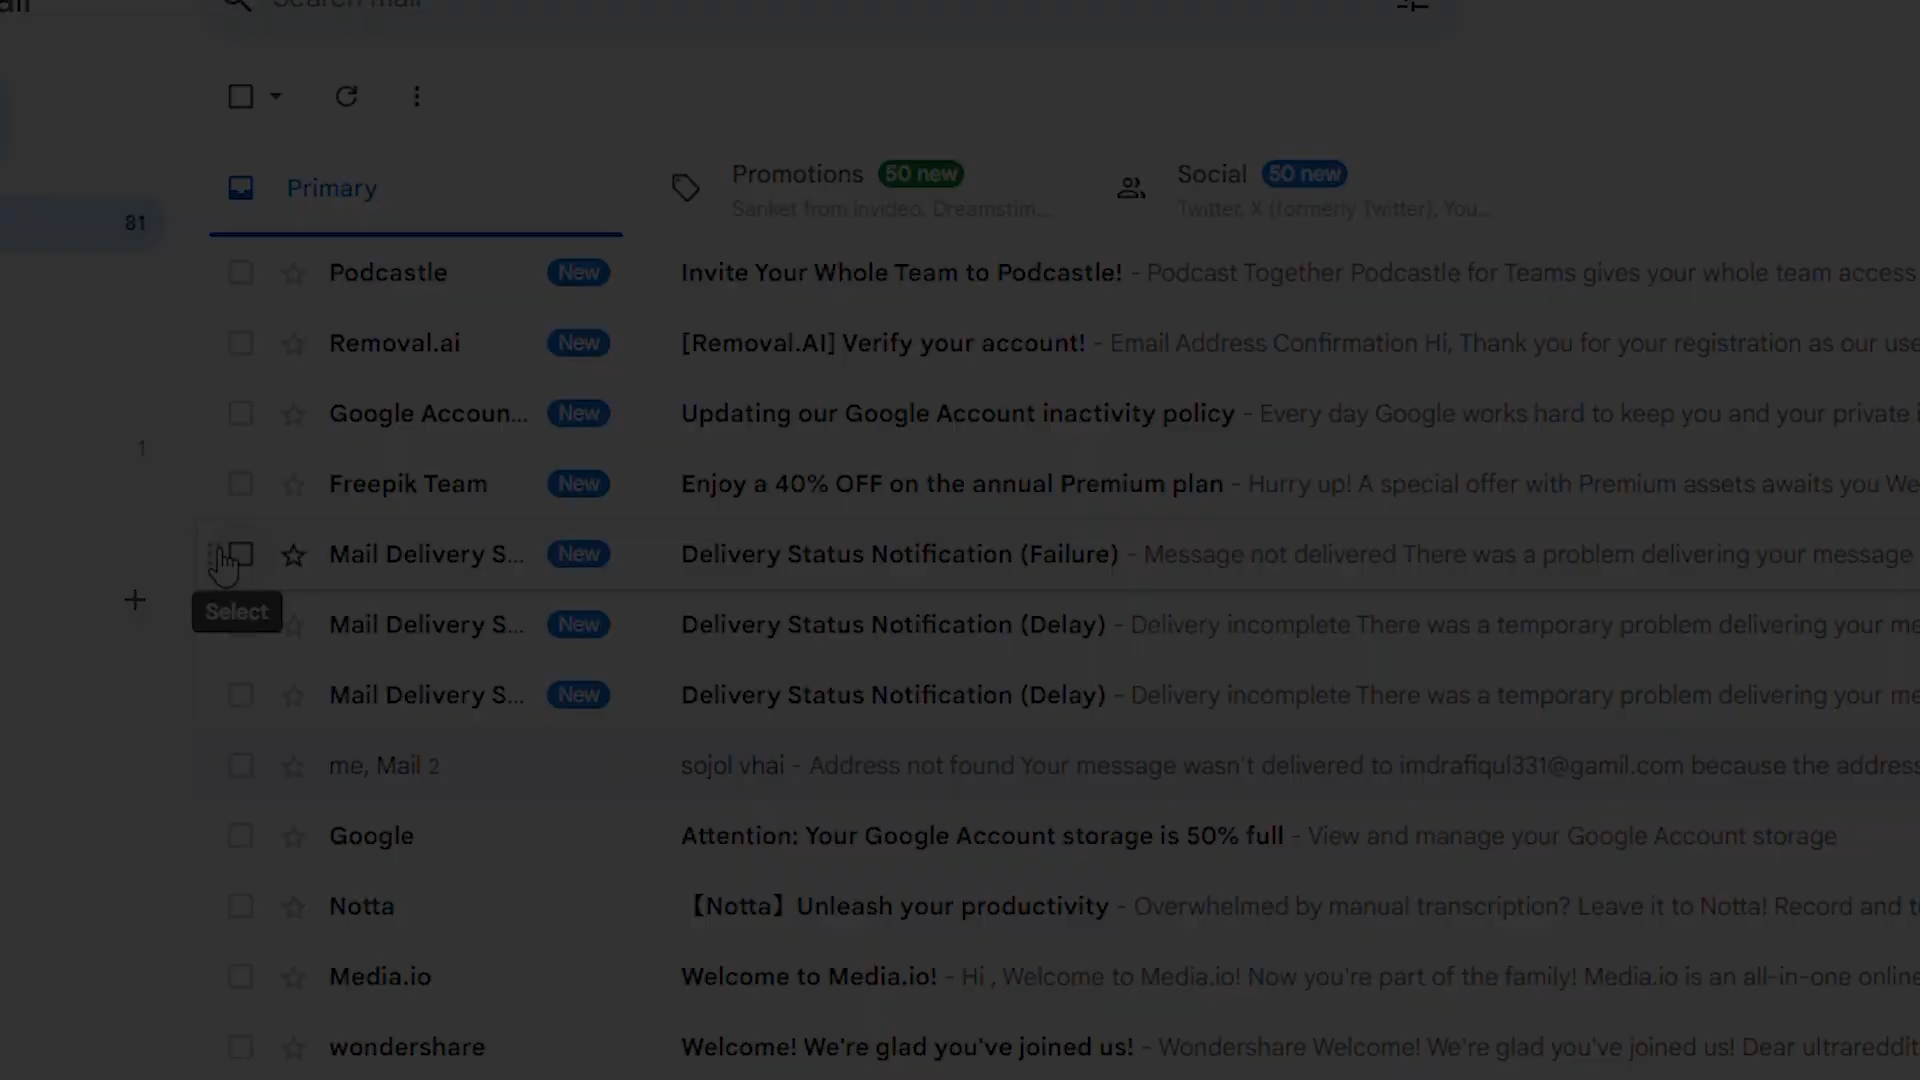 Search mail
Primary
Promotions 50 new
Sanket from invideo, Dreamstim...
Social 50 new
Twitter, X (formerly Twitter), You...
81
Podcastle New Invite Your Whole Team to Podcastle! - Podcast Together Podcastle for Teams gives your whole team access
Removal.ai New [Removal.AI] Verify your account! - Email Address Confirmation Hi, Thank you for your registration as our use
Google Accoun... New Updating our Google Account inactivity policy - Every day Google works hard to keep you and your private i
1
Freepik Team New Enjoy a 40% OFF on the annual Premium plan - Hurry up! A special offer with Premium assets awaits you We
Mail Delivery S... New Delivery Status Notification (Failure) - Message not delivered There was a problem delivering your message
Select
Mail Delivery S... New Delivery Status Notification (Delay) - Delivery incomplete There was a temporary problem delivering your me
Mail Delivery S... New Delivery Status Notification (Delay) - Delivery incomplete There was a temporary problem delivering your me
me, Mail 2 sojol vhai - Address not found Your message wasn't delivered to imdrafiqul331@gamil.com because the address
Google Attention: Your Google Account storage is 50% full - View and manage your Google Account storage
Notta 【Notta】Unleash your productivity - Overwhelmed by manual transcription? Leave it to Notta! Record and t
Media.io Welcome to Media.io! - Hi , Welcome to Media.io! Now you're part of the family! Media.io is an all-in-one online
wondershare Welcome! We're glad you've joined us! - Wondershare Welcome! We're glad you've joined us! Dear ultrareddit